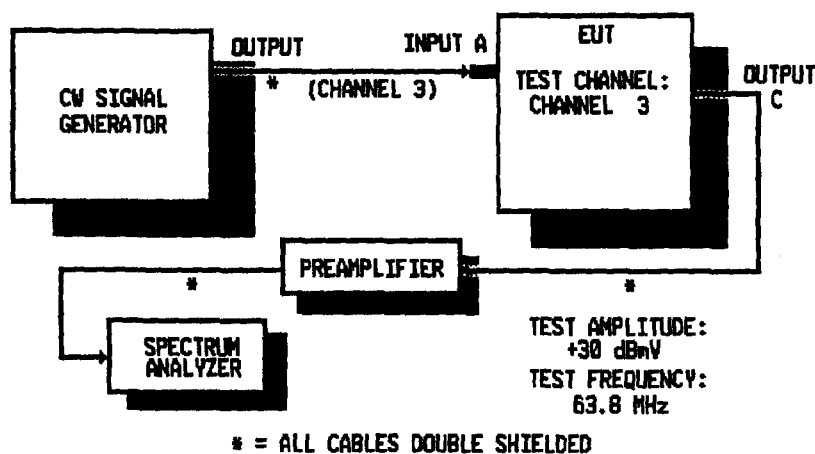 OUTPUT
INPUT A
EUT
CW SIGNAL
GENERATOR
*
(CHANNEL 3)
TEST CHANNEL:
CHANNEL 3
OUTPUT
C
PREAMPLIFIER
*
*
SPECTRUM
ANALYZER
TEST AMPLITUDE:
+30 dBmV
TEST FREQUENCY:
63.8 MHz
* = ALL CABLES DOUBLE SHIELDED